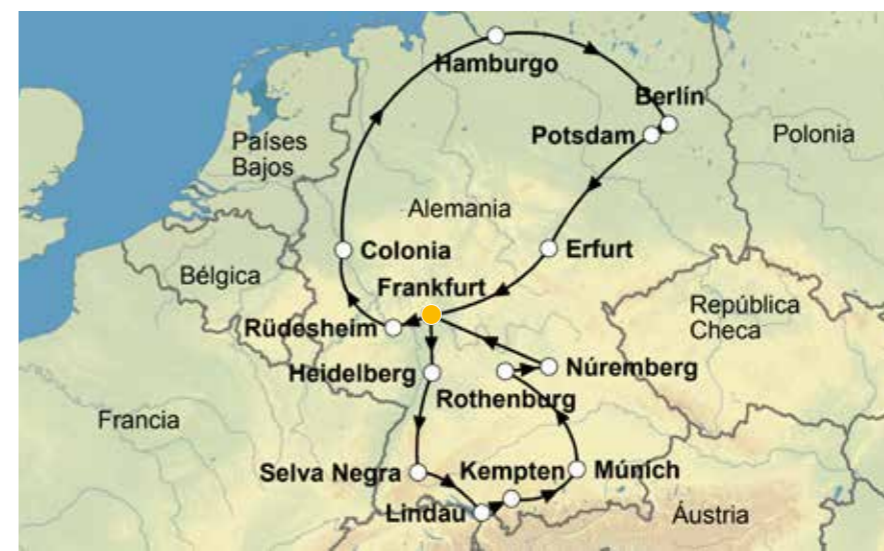 Hamburgo
Berlín
Potsdam
Polonia
Países
Bajos
Alemania
Colonia
Erfurt
Bélgica
Frankfurt
República
Checa
Rüdesheim
Heidelberg
Núremberg
Rothenburg
Francia
Selva Negra
Kempten
Múnich
Lindau
Áustria